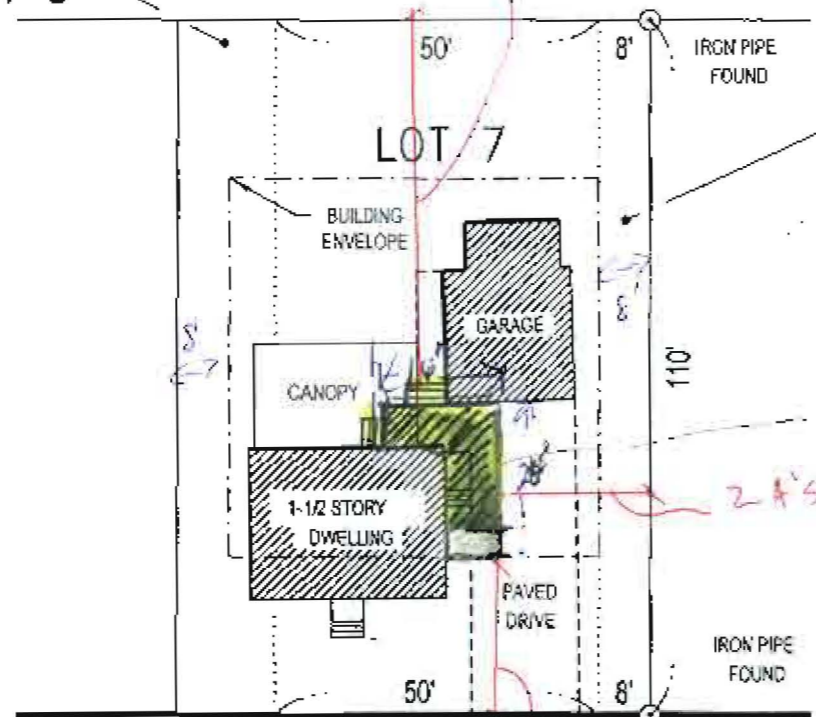 50'
8'
IRON PIPE
FOUND
LOT 7
BUILDING
ENVELOPE
GARAGE
8'
8'
110'
CANOPY
1-1/2 STORY
DWELLING
PAVED
DRIVE
IRON PIPE
FOUND
50'
8'